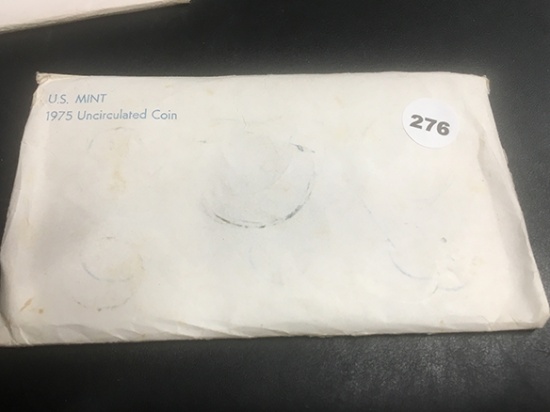 U.S. MINT
1975 Uncirculated Coin
276